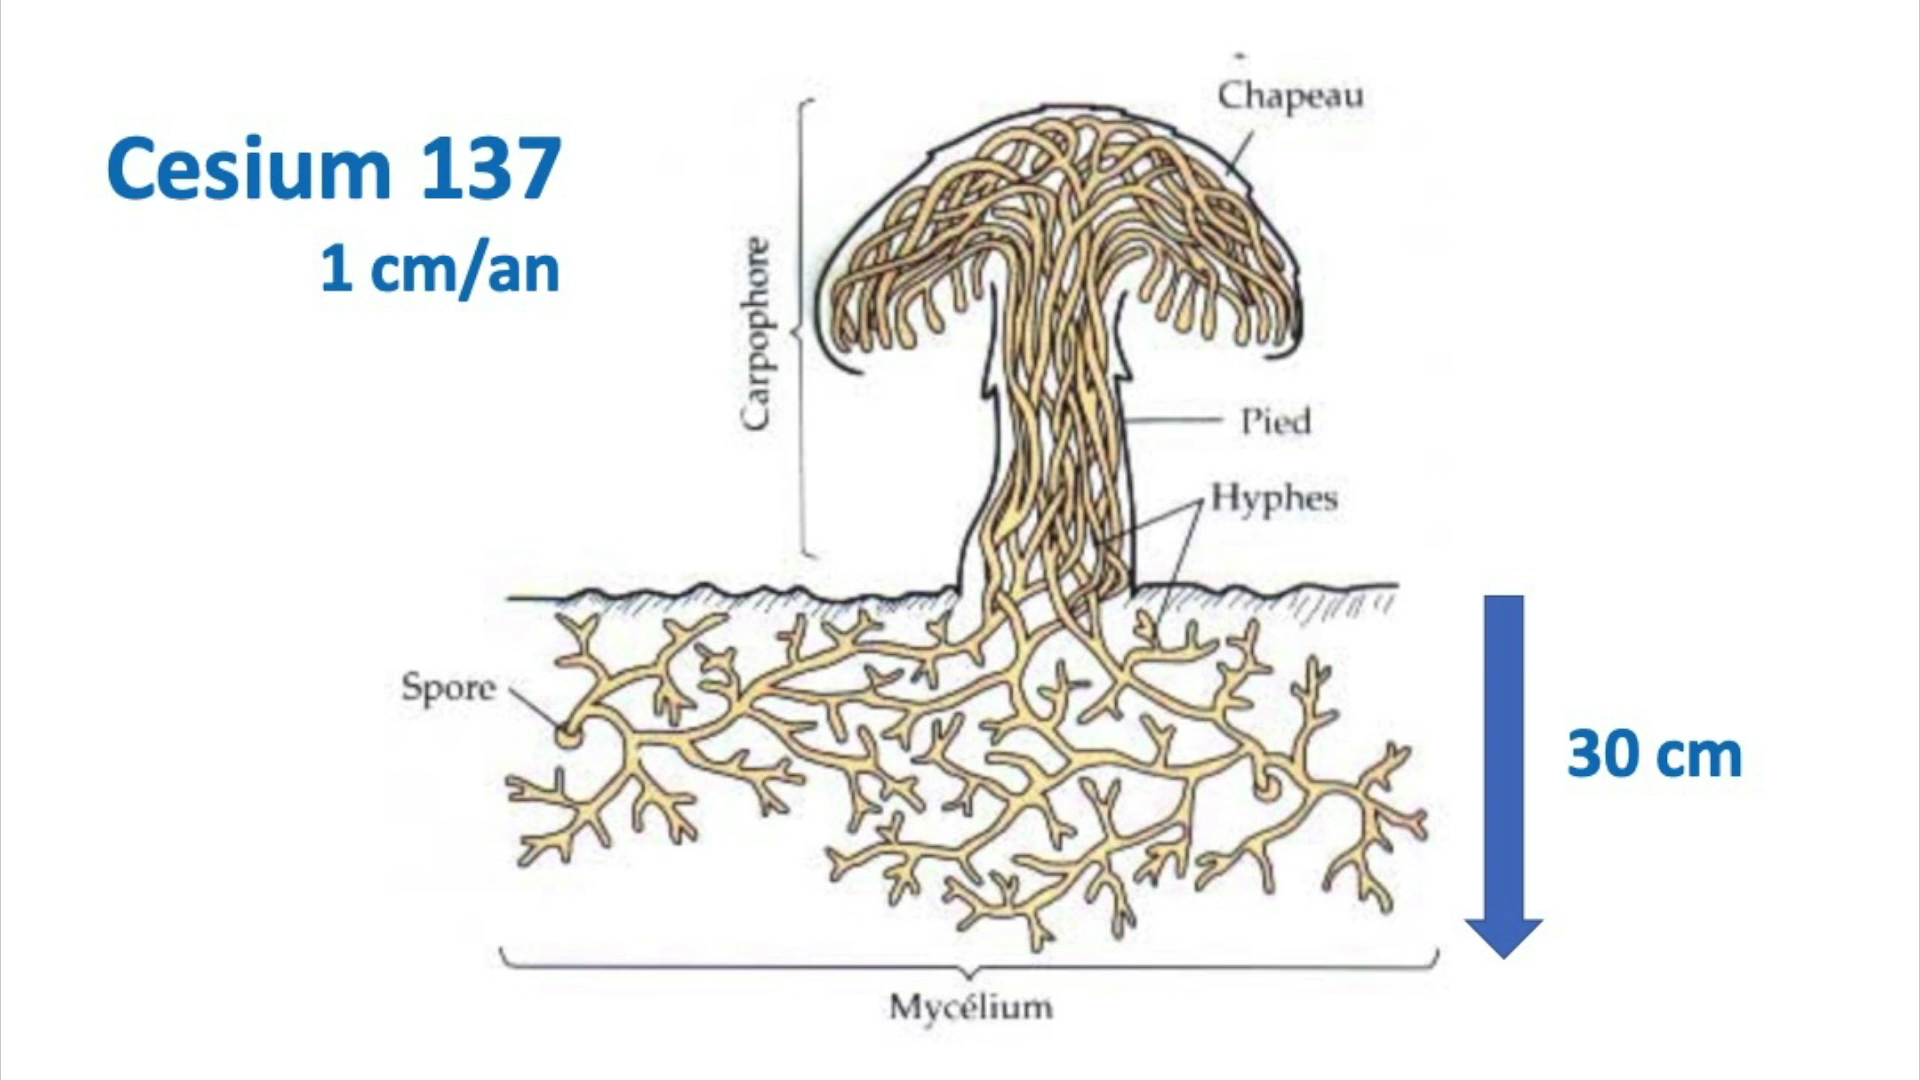 Cesium 137
1 cm/an
Chapeau
Carpophore
Pied
Hyphes
Spore
30 cm
Mycélium